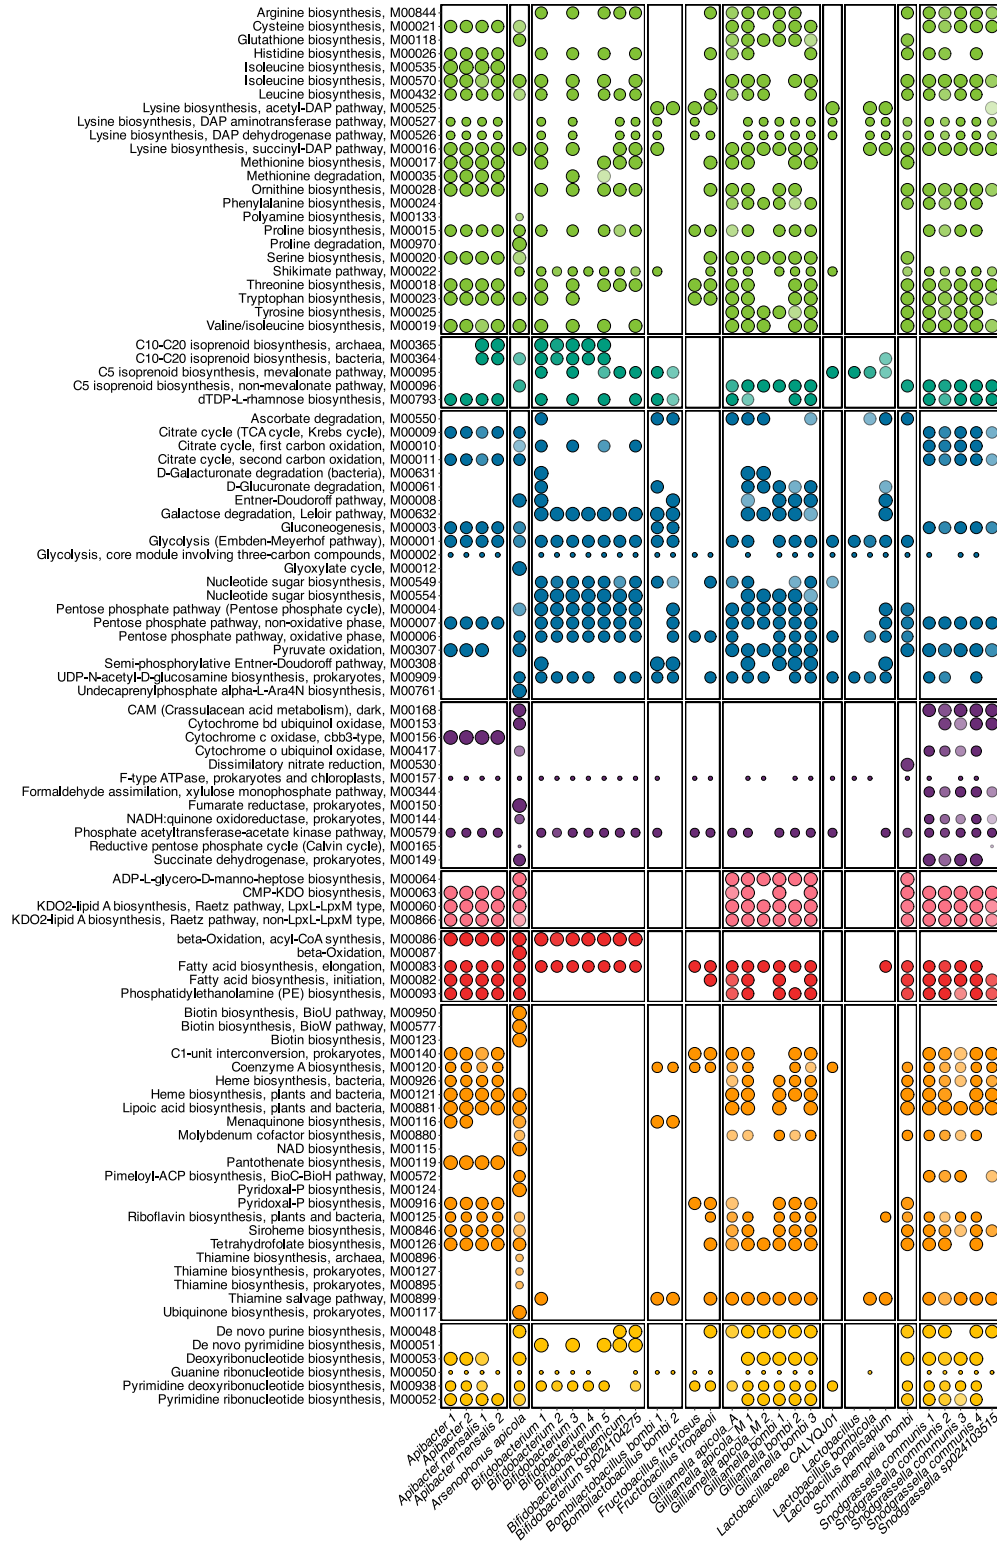 Arginine biosynthesis, M00844
Cysteine biosynthesis, M00021
Glutathione biosynthesis, M00118
Histidine biosynthesis, M00026
Isoleucine biosynthesis, M00535
Isoleucine biosynthesis, M00570
Leucine biosynthesis, M00432
Lysine biosynthesis, acetyl-DAP pathway, M00525
Lysine biosynthesis, DAP aminotransferase pathway, M00527
Lysine biosynthesis, DAP dehydrogenase pathway, M00526
Lysine biosynthesis, succinyl-DAP pathway, M00016
Methionine biosynthesis, M00017
Methionine degradation, M00035
Ornithine biosynthesis, M00028
Phenylalanine biosynthesis, M00024
Polyamine biosynthesis, M00133
Proline biosynthesis, M00015
Proline degradation, M00970
Serine biosynthesis, M00020
Shikimate pathway, M00022
Threonine biosynthesis, M00018
Tryptophan biosynthesis, M00023
Tyrosine biosynthesis, M00025
Valine/isoleucine biosynthesis, M00019
C10-C20 isoprenoid biosynthesis, archaea, M00365
C10-C20 isoprenoid biosynthesis, bacteria, M00364
C5 isoprenoid biosynthesis, mevalonate pathway, M00095
C5 isoprenoid biosynthesis, non-mevalonate pathway, M00096
dTDP-L-rhamnose biosynthesis, M00793
Ascorbate degradation, M00550
Citrate cycle (TCA cycle, Krebs cycle), M00009
Citrate cycle, first carbon oxidation, M00010
Citrate cycle, second carbon oxidation, M00011
D-Galacturonate degradation (bacteria), M00631
D-Glucuronate degradation, M00061
Entner-Doudoroff pathway, M00008
Galactose degradation, Leloir pathway, M00632
Gluconeogenesis, M00003
Glycolysis (Embden-Meyerhof pathway), M00001
Glycolysis, core module involving three-carbon compounds, M00002
Glyoxylate cycle, M00012
Nucleotide sugar biosynthesis, M00549
Nucleotide sugar biosynthesis, M00554
Pentose phosphate pathway (Pentose phosphate cycle), M00004
Pentose phosphate pathway, non-oxidative phase, M00007
Pentose phosphate pathway, oxidative phase, M00006
Pyruvate oxidation, M00307
Semi-phosphorylative Entner-Doudoroff pathway, M00308
UDP-N-acetyl-D-glucosamine biosynthesis, prokaryotes, M00909
Undecaprenylphosphate alpha-L-Ara4N biosynthesis, M00761
CAM (Crassulacean acid metabolism), dark, M00168
Cytochrome bd ubiquinol oxidase, M00153
Cytochrome c oxidase, cbb3-type, M00156
Cytochrome o ubiquinol oxidase, M00417
Dissimilatory nitrate reduction, M00530
F-type ATPase, prokaryotes and chloroplasts, M00157
Formaldehyde assimilation, xylulose monophosphate pathway, M00344
Fumarate reductase, prokaryotes, M00150
NADH:quinone oxidoreductase, prokaryotes, M00144
Phosphate acetyltransferase-acetate kinase pathway, M00579
Reductive pentose phosphate cycle (Calvin cycle), M00165
Succinate dehydrogenase, prokaryotes, M00149
ADP-L-glycero-D-manno-heptose biosynthesis, M00064
CMP-KDO biosynthesis, M00063
KDO2-lipid A biosynthesis, Raetz pathway, LpxL-LpxM type, M00060
KDO2-lipid A biosynthesis, Raetz pathway, non-LpxL-LpxM type, M00866
beta-Oxidation, acyl-CoA synthesis, M00086
beta-Oxidation, M00087
Fatty acid biosynthesis, elongation, M00083
Fatty acid biosynthesis, initiation, M00082
Phosphatidylethanolamine (PE) biosynthesis, M00093
Biotin biosynthesis, BioU pathway, M00950
Biotin biosynthesis, BioW pathway, M00577
Biotin biosynthesis, M00123
C1-unit interconversion, prokaryotes, M00140
Coenzyme A biosynthesis, M00120
Heme biosynthesis, bacteria, M00926
Heme biosynthesis, plants and bacteria, M00121
Lipoic acid biosynthesis, plants and bacteria, M00881
Menaquinone biosynthesis, M00116
Molybdenum cofactor biosynthesis, M00880
NAD biosynthesis, M00115
Pantothenate biosynthesis, M00119
Pimeloyl-ACP biosynthesis, BioC-BioH pathway, M00572
Pyridoxal-P biosynthesis, M00124
Pyridoxal-P biosynthesis, M00916
Riboflavin biosynthesis, plants and bacteria, M00125
Siroheme biosynthesis, M00846
Tetrahydrofolate biosynthesis, M00126
Thiamine biosynthesis, archaea, M00896
Thiamine biosynthesis, prokaryotes, M00127
Thiamine biosynthesis, prokaryotes, M00895
Thiamine salvage pathway, M00899
Ubiquinone biosynthesis, prokaryotes, M00117
De novo purine biosynthesis, M00048
De novo pyrimidine biosynthesis, M00051
Deoxyribonucleotide biosynthesis, M00053
Guanine ribonucleotide biosynthesis, M00050
Pyrimidine deoxyribonucleotide biosynthesis, M00938
Pyrimidine ribonucleotide biosynthesis, M00052
Apibacter 1
Apibacter 2
Apibacter mensalis 1
Apibacter mensalis 2
Arsenophonus apicola
Bifidobacterium 1
Bifidobacterium 2
Bifidobacterium 3
Bifidobacterium 4
Bifidobacterium 5
Bifidobacterium bohemicum
Bifidobacterium sp024104275
Bombilactobacillus bombi 1
Bombilactobacillus bombi 2
Fructobacillus fructosus
Fructobacillus tropaeoli
Gilliamella apicola_A
Gilliamella apicola_M 1
Gilliamella apicola_M 2
Gilliamella bombi 1
Gilliamella bombi 2
Gilliamella bombi 3
Lactobacillaceae CALYQJ01
Lactobacillus
Lactobacillus bombicola
Lactobacillus panisapium
Schmidhempelia bombi
Snodgrassella communis 1
Snodgrassella communis 2
Snodgrassella communis 3
Snodgrassella communis 4
Snodgrassella sp024103515